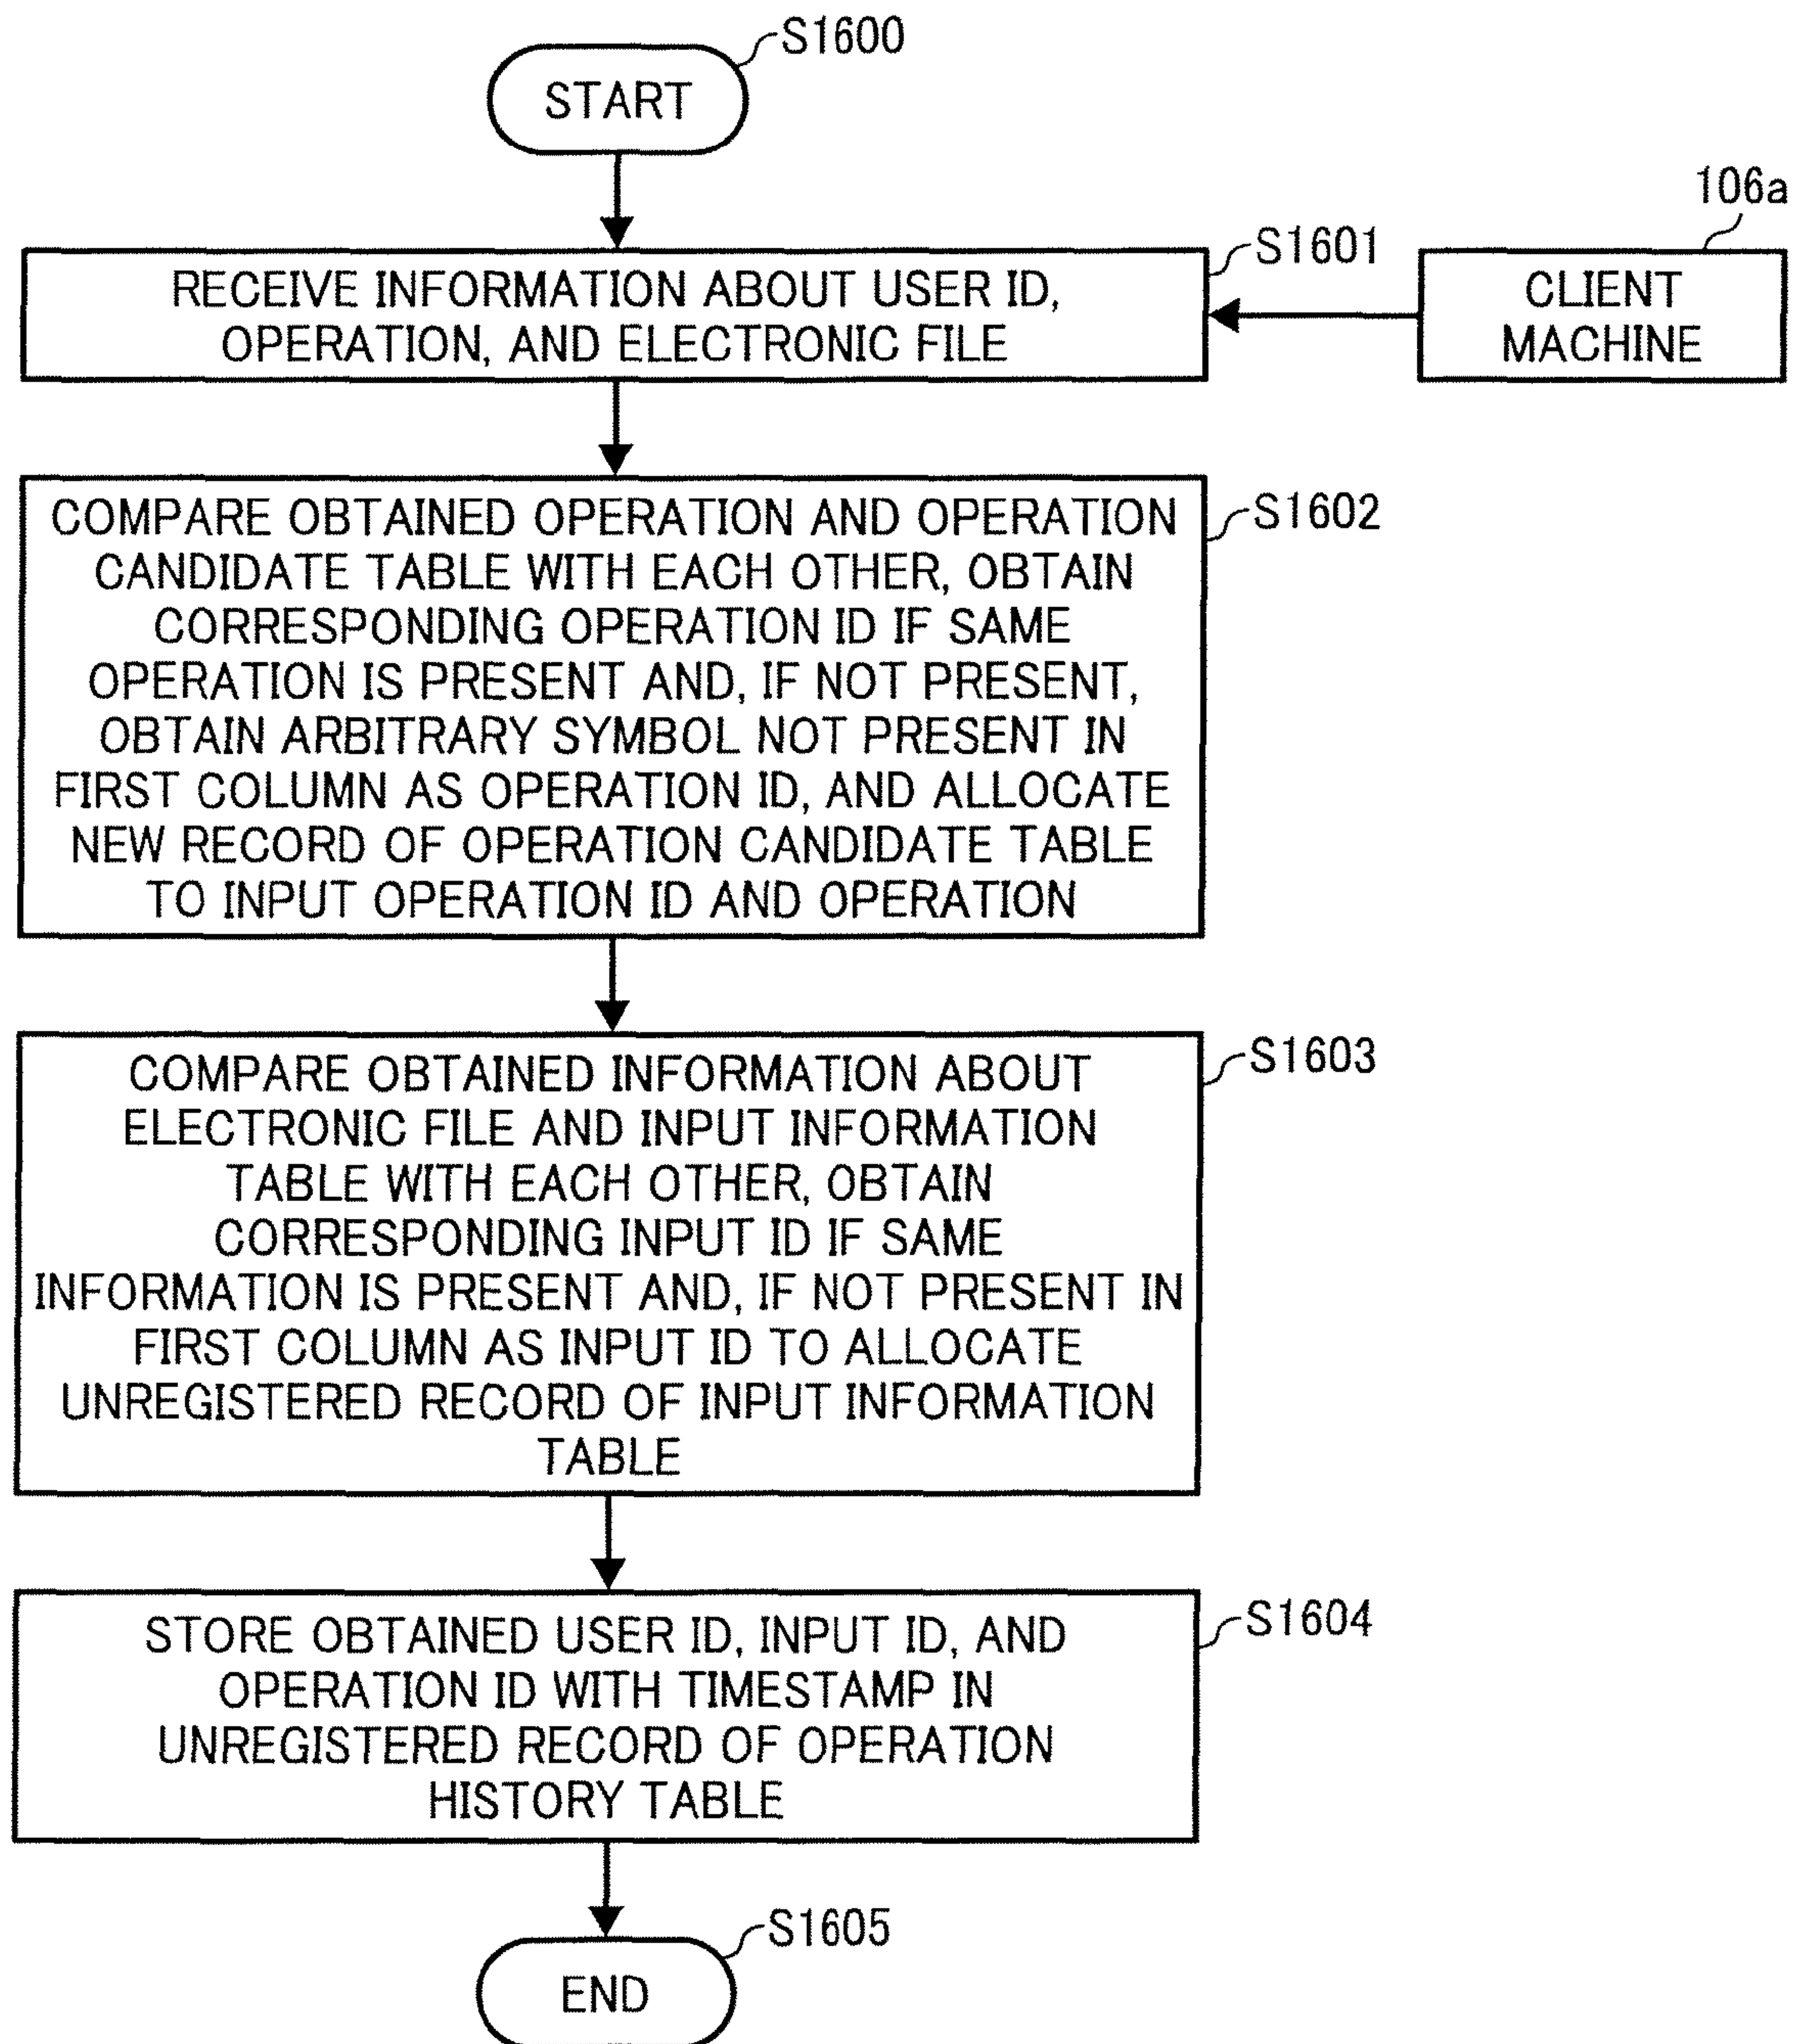 S1600
START
106a
S1601
RECEIVE INFORMATION ABOUT USER ID,
OPERATION, AND ELECTRONIC FILE
CLIENT
MACHINE
S1602
COMPARE OBTAINED OPERATION AND OPERATION
CANDIDATE TABLE WITH EACH OTHER, OBTAIN
CORRESPONDING OPERATION ID IF SAME
OPERATION IS PRESENT AND, IF NOT PRESENT,
OBTAIN ARBITRARY SYMBOL NOT PRESENT IN
FIRST COLUMN AS OPERATION ID, AND ALLOCATE
NEW RECORD OF OPERATION CANDIDATE TABLE
TO INPUT OPERATION ID AND OPERATION
S1603
COMPARE OBTAINED INFORMATION ABOUT
ELECTRONIC FILE AND INPUT INFORMATION
TABLE WITH EACH OTHER, OBTAIN
CORRESPONDING INPUT ID IF SAME
INFORMATION IS PRESENT AND, IF NOT PRESENT IN
FIRST COLUMN AS INPUT ID TO ALLOCATE
UNREGISTERED RECORD OF INPUT INFORMATION
TABLE
S1604
STORE OBTAINED USER ID, INPUT ID, AND
OPERATION ID WITH TIMESTAMP IN
UNREGISTERED RECORD OF OPERATION
HISTORY TABLE
S1605
END